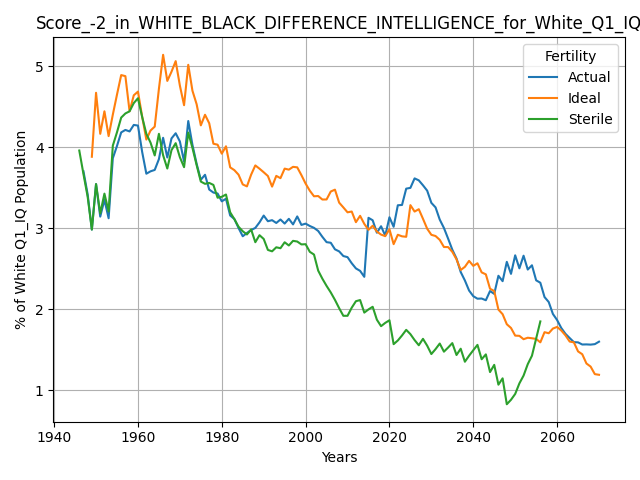 Score_-2_in_WHITE_BLACK_DIFFERENCE_INTELLIGENCE_for_White_Q1_IQ
% of White Q1_IQ Population
5
4
3
2
1
Fertility
Actual
Ideal
Sterile
1940 1960 1980 2000 2020 2040 2060
Years